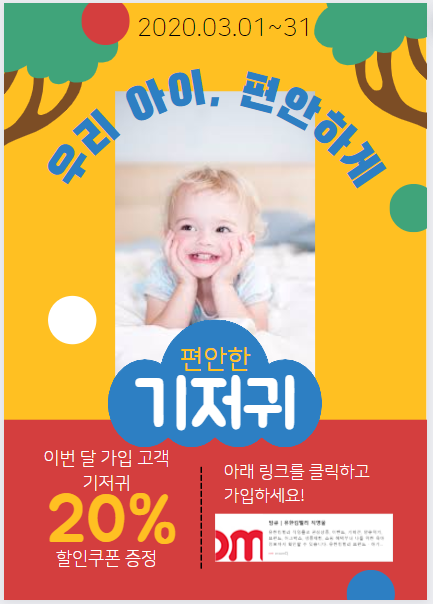 2020.03.01~31
우리 아이, 편안하게
편안한
기저귀
이번 달 가입 고객
기저귀
20%
할인쿠폰 증정
아래 링크를 클릭하고
가입하세요!
om